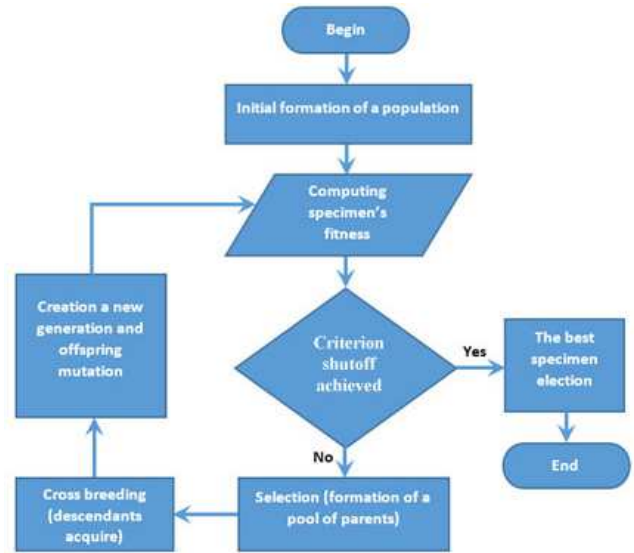 Begin
Initial formation of a population
Computing
specimen's
fitness
Creation a new
generation and
offspring
mutation
Criterion
shutoff
achieved
Yes
The best
specimen
election
No
End
Cross breeding
(descendants
acquire)
Selection (formation of a
pool of parents)